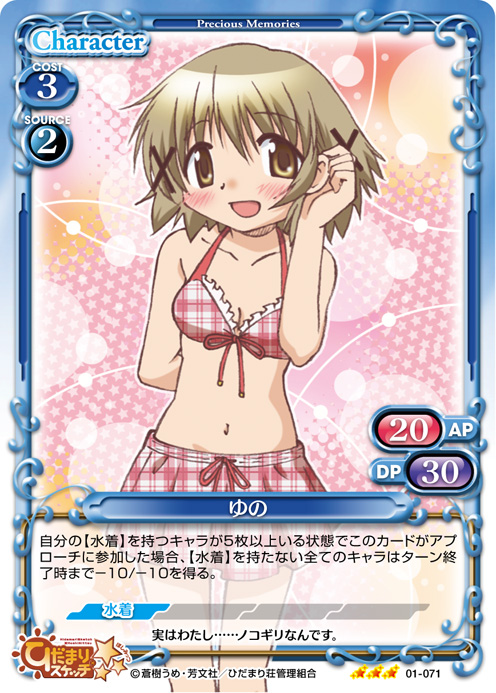 Precious Memories
Character
COST
3
SOURCE
2
20 AP
DP 30
ゆの
自分の【水着】を持つキャラが5枚以上いる状態でこのカードがアプ
ローチに参加した場合、【水着】を持たない全てのキャラはターン終
了時まで－10/－10を得る。
水着
実はわたし……ノコギリなんです。
ひだまり
スケッチ
©蒼樹うめ・芳文社／ひだまり荘管理組合
01-071